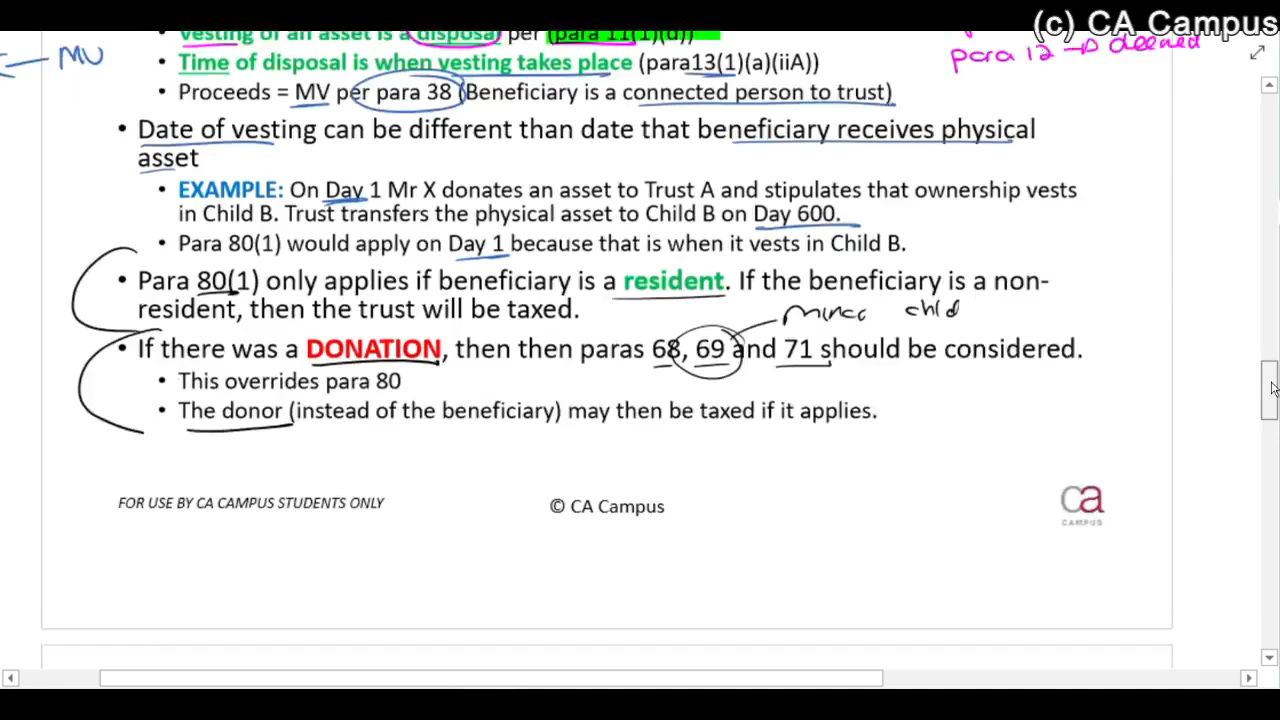 (c) CA Campus
Vesting of an asset is a disposal per (para 11(1)(d))
para 12 → deemed
MV
Time of disposal is when vesting takes place (para13(1)(a)(iiA))
Proceeds = MV per para 38 (Beneficiary is a connected person to trust)
• Date of vesting can be different than date that beneficiary receives physical
asset
• EXAMPLE: On Day 1 Mr X donates an asset to Trust A and stipulates that ownership vests
in Child B. Trust transfers the physical asset to Child B on Day 600.
• Para 80(1) would apply on Day 1 because that is when it vests in Child B.
• Para 80(1) only applies if beneficiary is a resident. If the beneficiary is a non-
resident, then the trust will be taxed.
minor child
• If there was a DONATION, then then paras 68, 69 and 71 should be considered.
• This overrides para 80
• The donor (instead of the beneficiary) may then be taxed if it applies.
FOR USE BY CA CAMPUS STUDENTS ONLY
© CA Campus
ca
CAMPUS